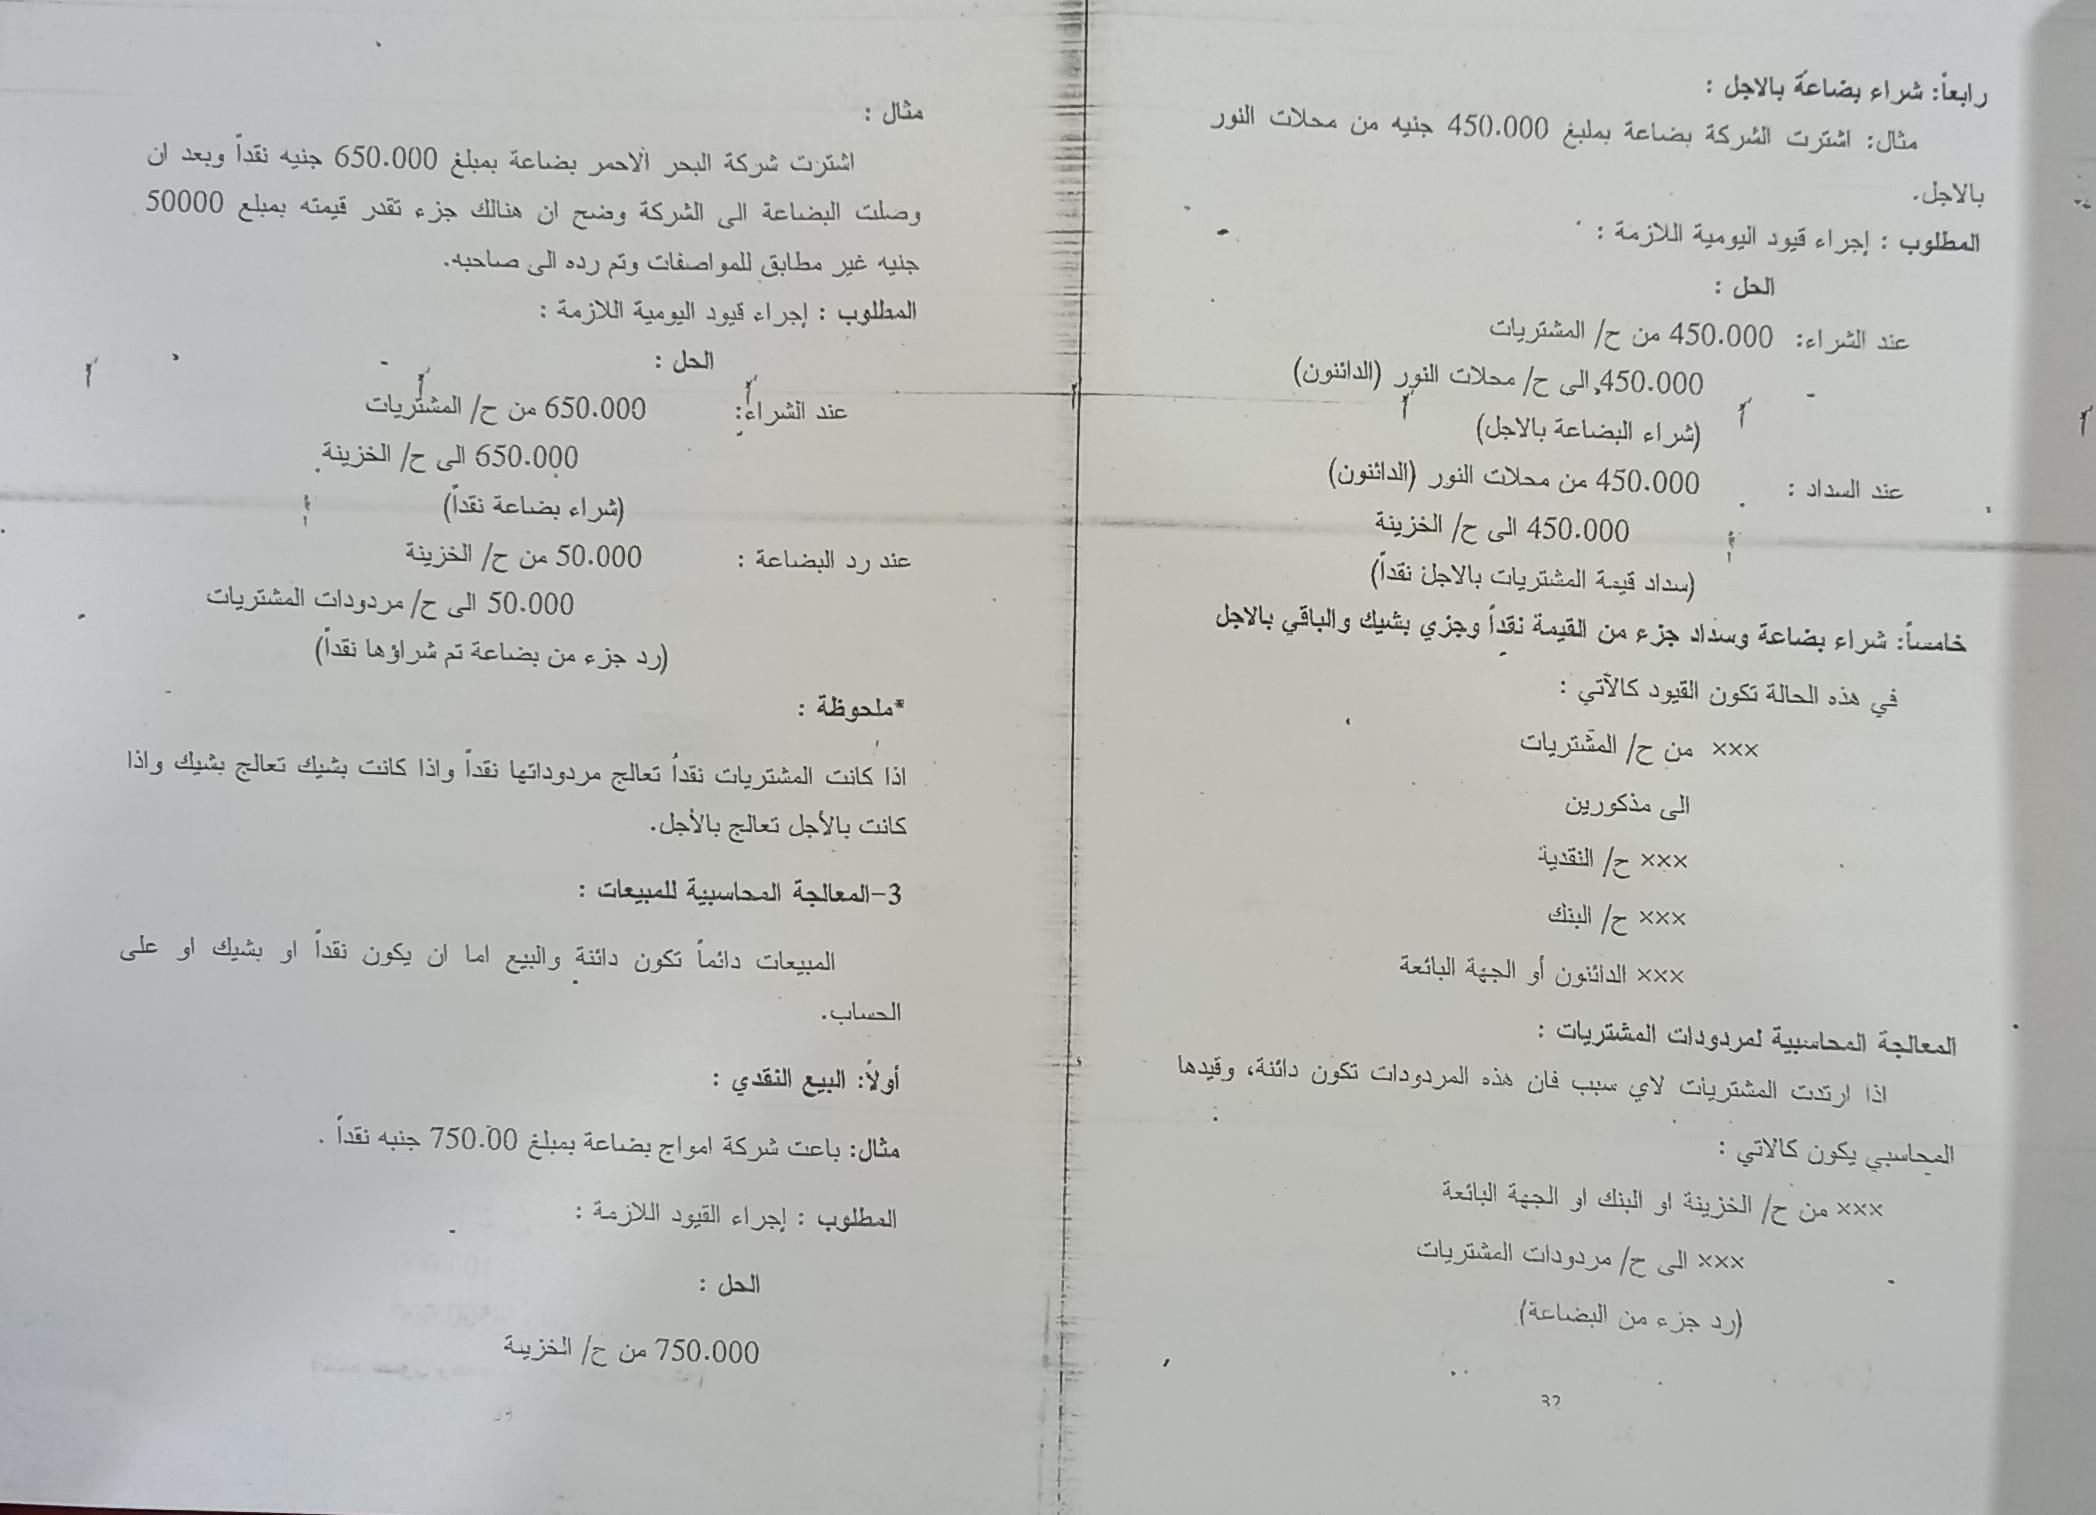 رابعاً: شراء بضاعة بالاجل :
مثال: اشترت الشركة بضاعة بملبغ 450.000 جنيه من محلات النور
بالاجل.
المطلوب : إجراء قيود اليومية اللازمة :
الحل :
عند الشراء: 450.000 من ح/ المشتريات
450.000 الى ح/ محلات النور (الدائنون)
(شراء البضاعة بالاجل)
عند السداد : 450.000 من محلات النور (الدائنون)
450.000 الى ح/ الخزينة
(سداد قيمة المشتريات بالاجل نقداً)
خامساً: شراء بضاعة وسداد جزء من القيمة نقداً وجزي بشيك والباقي بالاجل
في هذه الحالة تكون القيود كالآتي :
××× من ح/ المشتريات
الى مذكورين
××× ح/ النقدية
××× ح/ البنك
××× الدائنون أو الجهة البائعة
المعالجة المحاسبية لمردودات المشتريات :
اذا ارتدت المشتريات لاي سبب فان هذه المردودات تكون دائنة، وقيدها
المحاسبي يكون كالاتي :
××× من ح/ الخزينة او البنك او الجهة البائعة
××× الى ح/ مردودات المشتريات
(رد جزء من البضاعة)
32
مثال :
اشترت شركة البحر الاحمر بضاعة بمبلغ 650.000 جنيه نقداً وبعد ان
وصلت البضاعة الى الشركة وضح ان هنالك جزء تقدر قيمته بمبلغ 50000
جنيه غير مطابق للمواصفات وتم رده الى صاحبه.
المطلوب : إجراء قيود اليومية اللازمة :
الحل :
عند الشراء: 650.000 من ح/ المشتريات
650.000 الى ح/ الخزينة
(شراء بضاعة نقداً)
عند رد البضاعة : 50.000 من ح/ الخزينة
50.000 الى ح/ مردودات المشتريات
(رد جزء من بضاعة تم شراؤها نقداً)
*ملحوظة :
اذا كانت المشتريات نقداً تعالج مردوداتها نقداً واذا كانت بشيك تعالج بشيك واذا
كانت بالأجل تعالج بالأجل.
3-المعالجة المحاسبية للمبيعات :
المبيعات دائماً تكون دائنة والبيع اما ان يكون نقداً او بشيك او على
الحساب.
أولاً: البيع النقدي :
مثال: باعت شركة امواج بضاعة بمبلغ 750.00 جنبه نقداً .
المطلوب : إجراء القيود اللازمة :
الحل :
750.000 من ح/ الخزينة